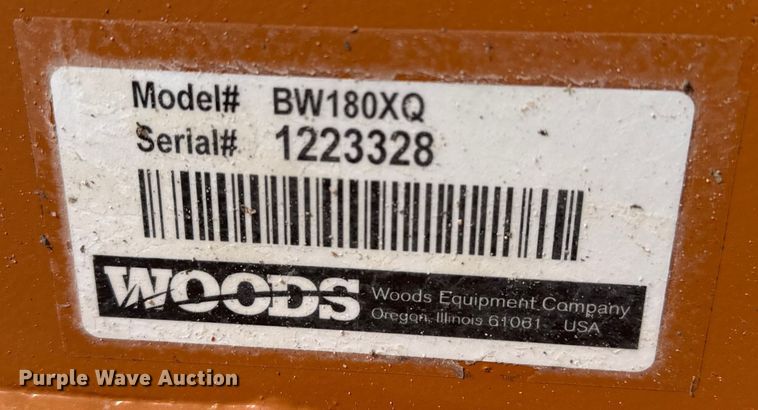 Model# BW180XQ
Serial# 1223328
WOODS
Woods Equipment Company
Oregon, Illinois 61061 USA
Purple Wave Auction